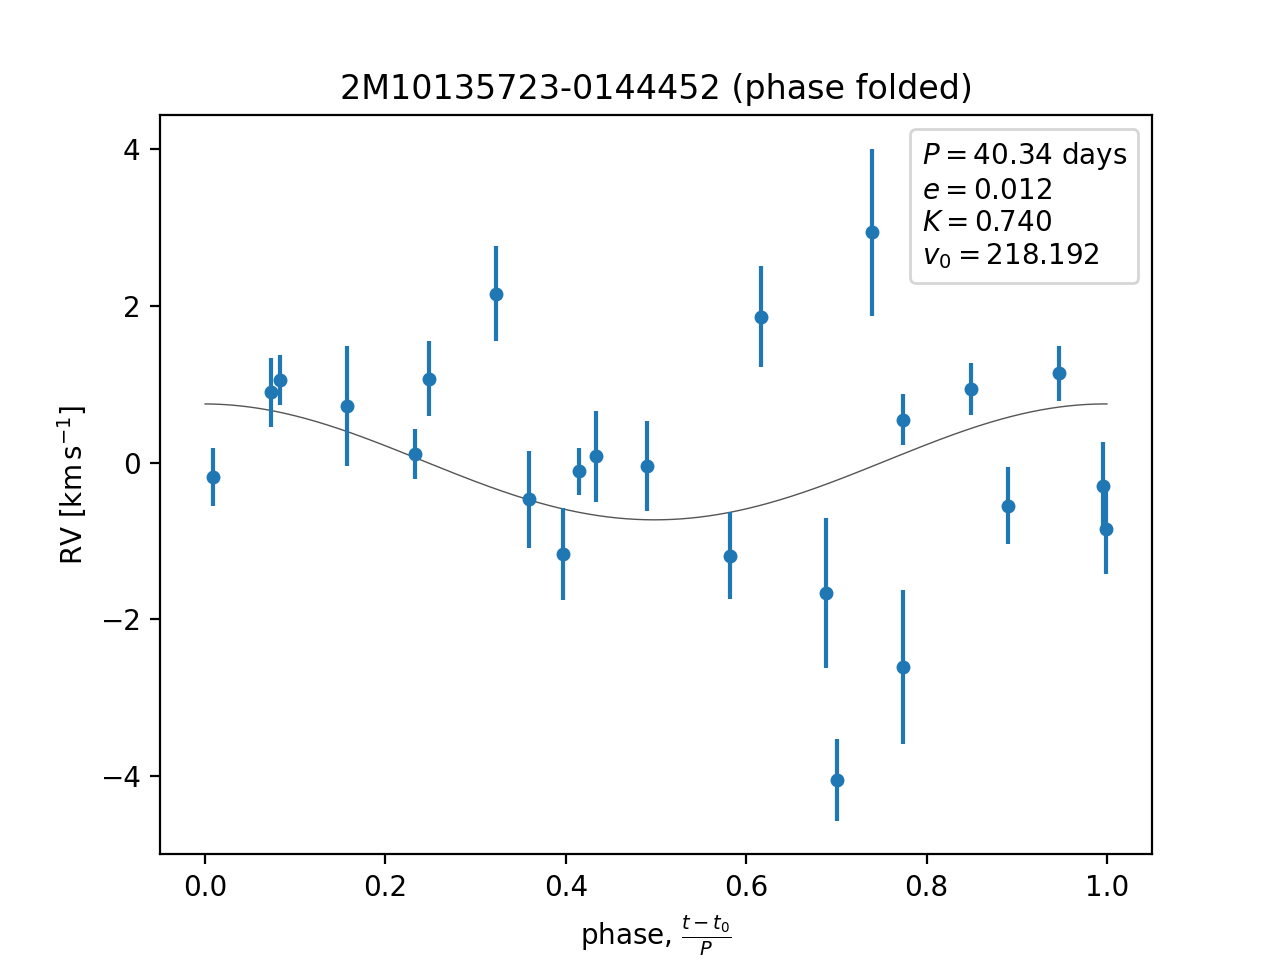 2M10135723-0144452 (phase folded)
P = 40.34 days
e = 0.012
K = 0.740
v₀ = 218.192
4
2
0
−2
−4
RV [km s⁻¹]
0.0 0.2 0.4 0.6 0.8 1.0
phase, (t − t₀)/P